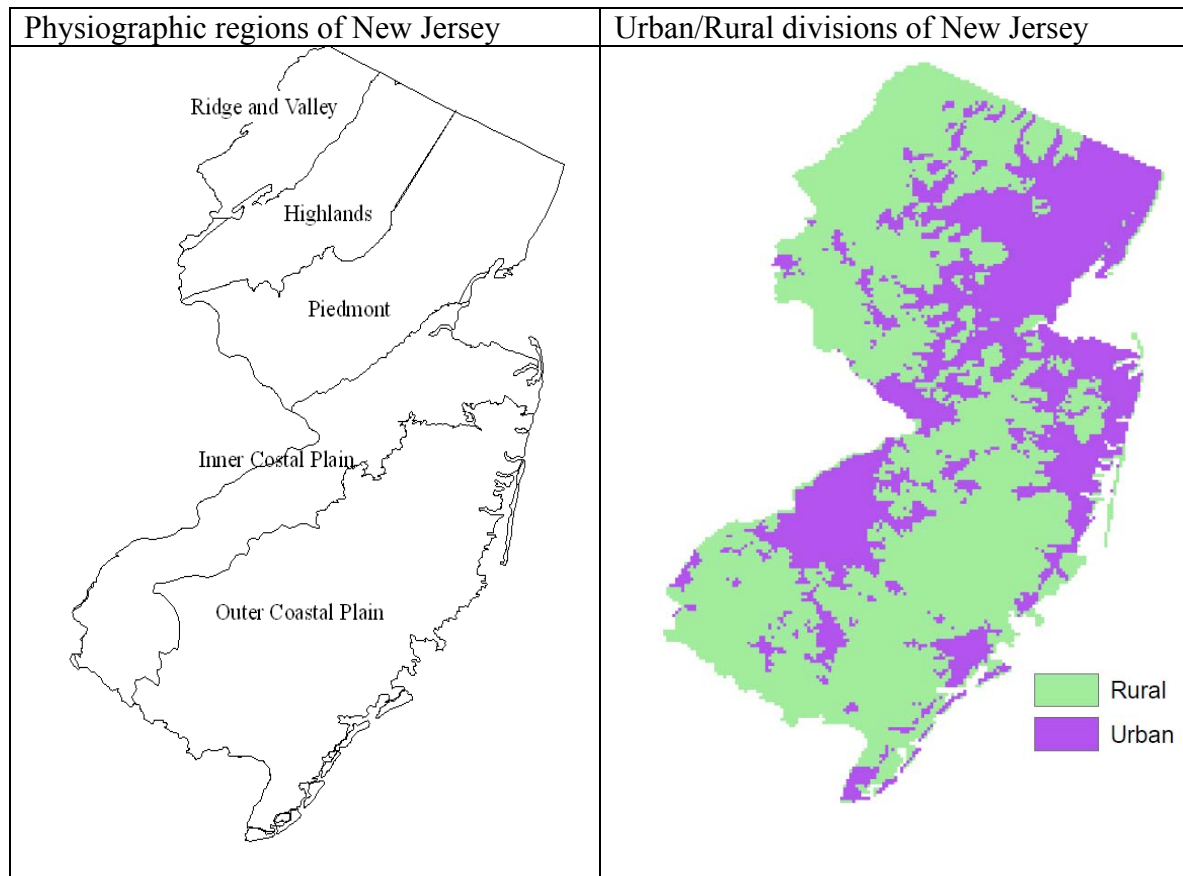 Physiographic regions of New Jersey
Urban/Rural divisions of New Jersey
Ridge and Valley
Highlands
Piedmont
Inner Costal Plain
Outer Coastal Plain
Rural
Urban